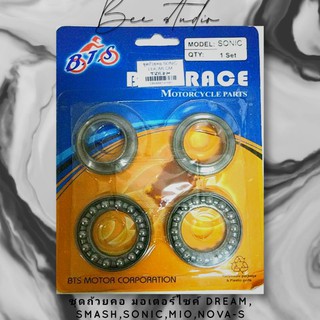 Bee studio
BTS
MODEL: SONIC
QTY: 1 Set
RACE
MOTORCYCLE PARTS
BTS MOTOR CORPORATION
ชุดถ้วยคอ มอเตอร์ไซค์ DREAM,
SMASH,SONIC,MIO,NOVA-S